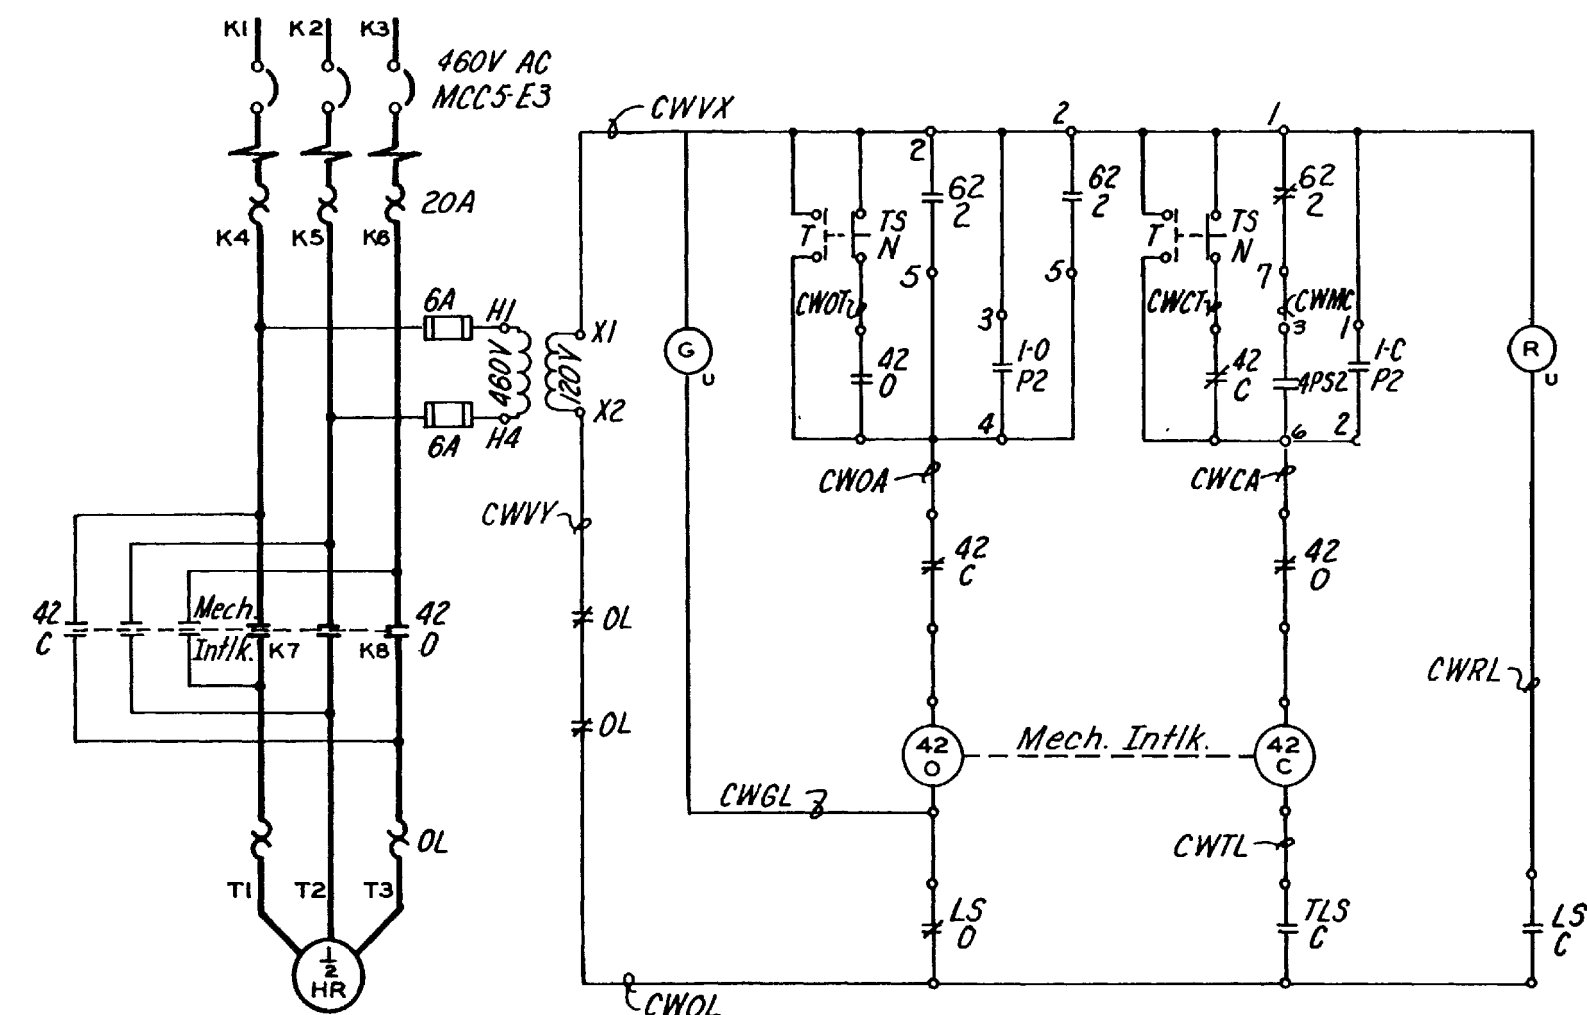 K1 K2 K3
460V AC
MCC5-E3
20A
K4 K5 K6
6A H1
460V
120V
X1
X2
6A H4
CWVY
42
C
Mech.
Intlk.
K7
K8
42
O
OL
OL
OL
T1 T2 T3
1/2
HR
CWVX
G
U
CWGL
CWOL
T
TS
N
CWOT
42
O
2
62
2
5
3
1-O
P2
4
2
62
2
5
CWOA
42
C
42
O
Mech. Intlk.
LS
O
T
TS
N
CWCT
42
C
1
62
2
7
CWMC
3
4PS2
6
1
1-C
P2
2
CWCA
42
O
42
C
CWTL
TLS
C
R
U
CWRL
LS
C